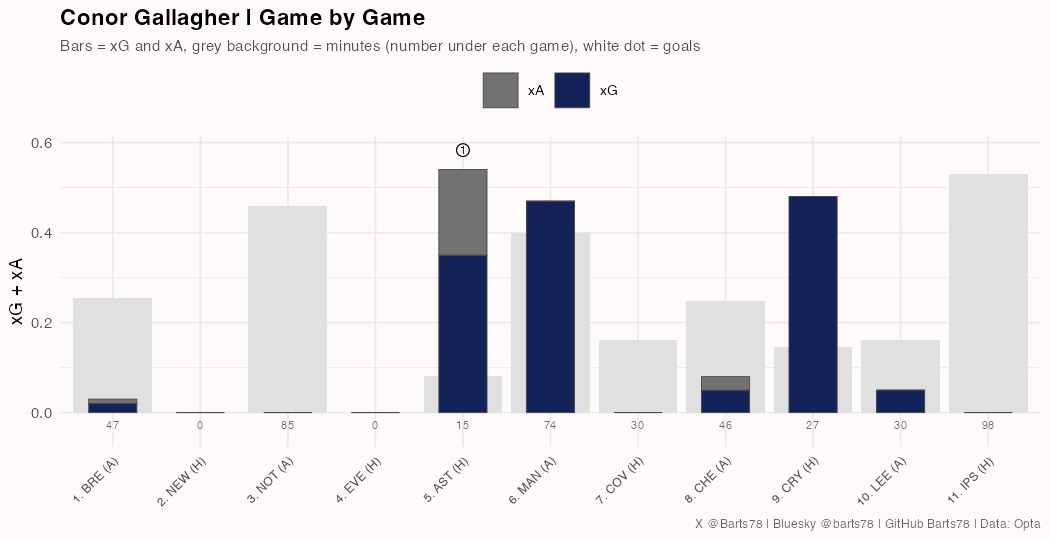 Conor Gallagher | Game by Game
Bars = xG and xA, grey background = minutes (number under each game), white dot = goals
xA xG
xG + xA
0.6
0.4
0.2
0.0
1
47 0 85 0 15 74 30 46 27 30 98
1. BRE (A)
2. NEW (H)
3. NOT (A)
4. EVE (H)
5. AST (H)
6. MAN (A)
7. COV (H)
8. CHE (A)
9. CRY (H)
10. LEE (A)
11. IPS (H)
X @Barts78 | Bluesky @barts78 | GitHub Barts78 | Data: Opta